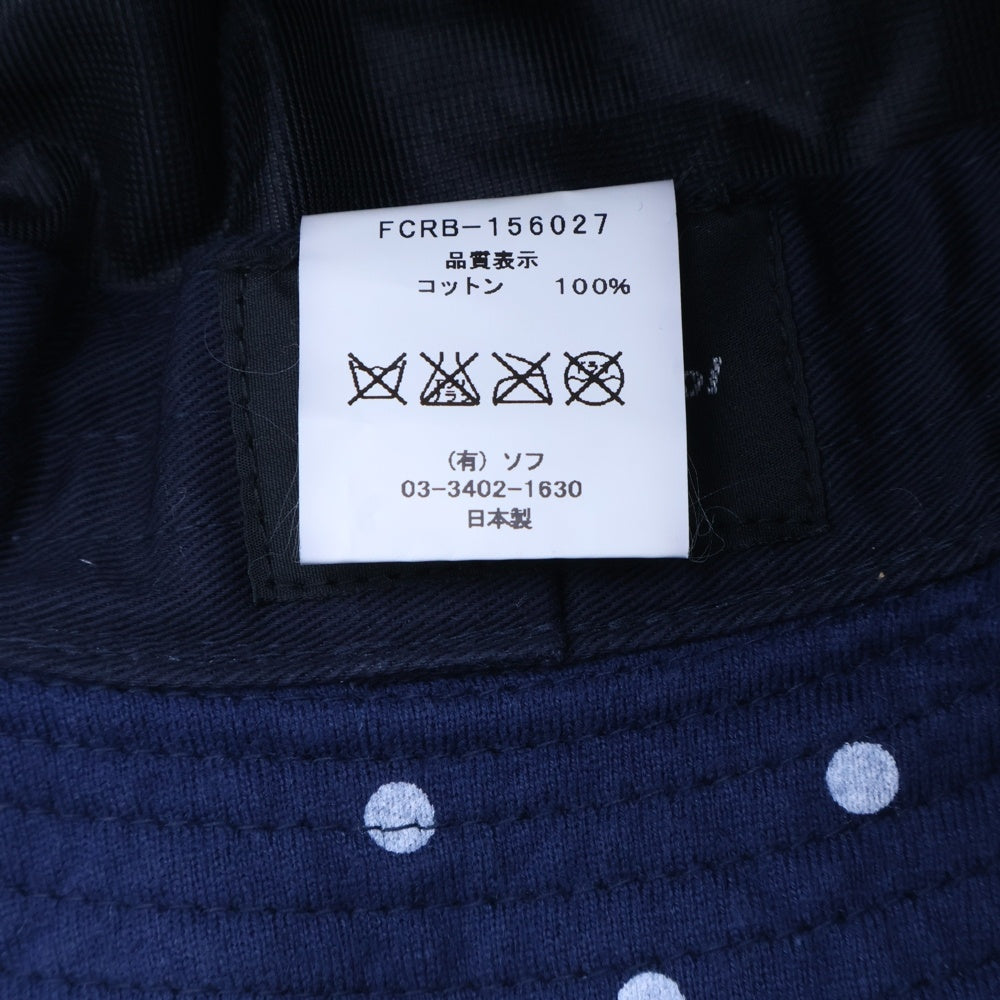 FCRB-156027
品質表示
コットン 100%
(有) ソフ
03-3402-1630
日本製